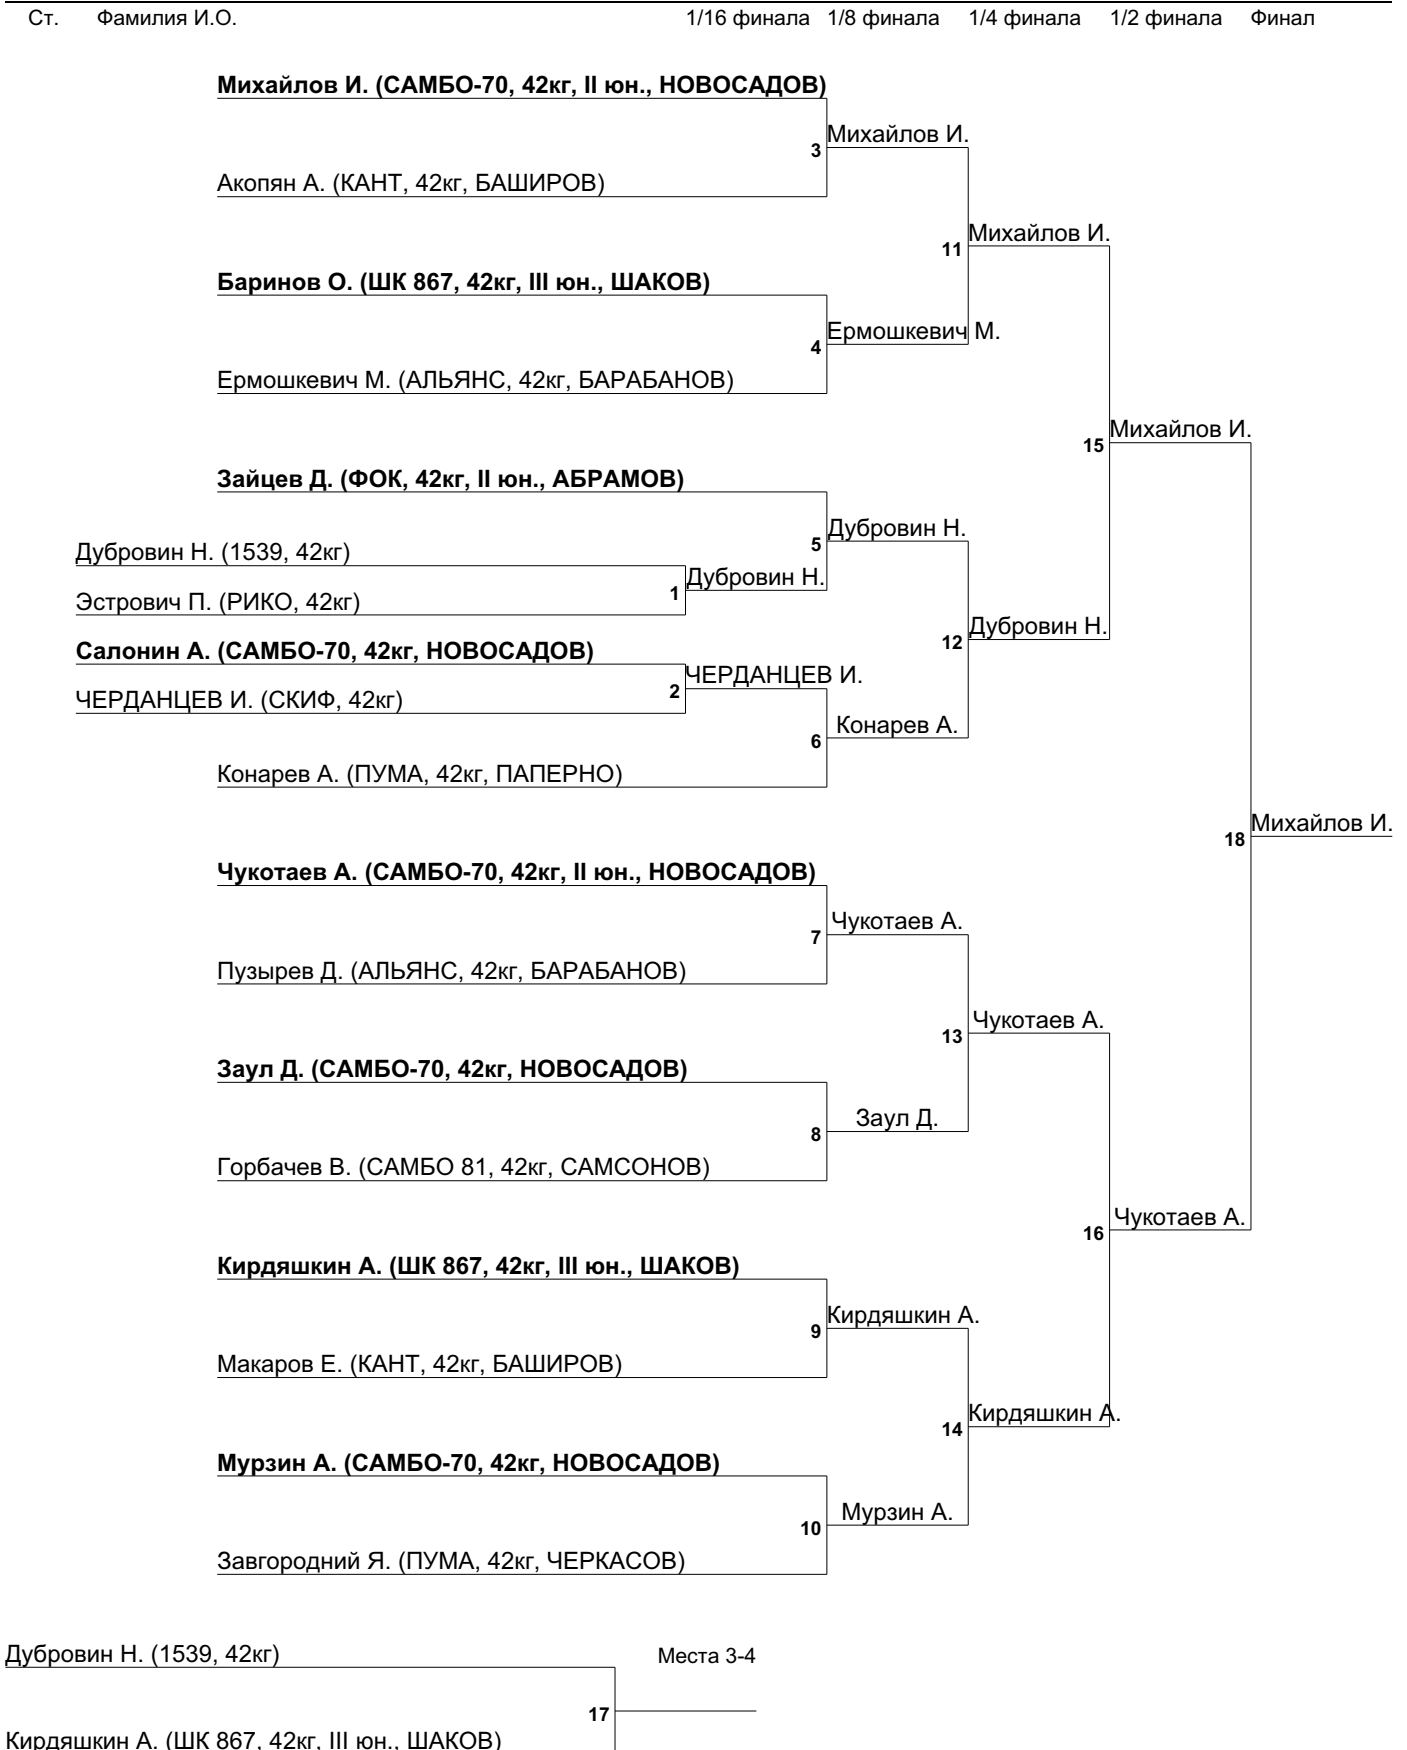 Ст. Фамилия И.О. 1/16 финала 1/8 финала 1/4 финала 1/2 финала Финал
Михайлов И. (САМБО-70, 42кг, II юн., НОВОСАДОВ)
3 Михайлов И.
Акопян А. (КАНТ, 42кг, БАШИРОВ)
11 Михайлов И.
Баринов О. (ШК 867, 42кг, III юн., ШАКОВ)
4 Ермошкевич М.
Ермошкевич М. (АЛЬЯНС, 42кг, БАРАБАНОВ)
15 Михайлов И.
Зайцев Д. (ФОК, 42кг, II юн., АБРАМОВ)
5 Дубровин Н.
Дубровин Н. (1539, 42кг)
1 Дубровин Н.
Эстрович П. (РИКО, 42кг)
12 Дубровин Н.
Салонин А. (САМБО-70, 42кг, НОВОСАДОВ)
2 ЧЕРДАНЦЕВ И.
ЧЕРДАНЦЕВ И. (СКИФ, 42кг)
6 Конарев А.
Конарев А. (ПУМА, 42кг, ПАПЕРНО)
18 Михайлов И.
Чукотаев А. (САМБО-70, 42кг, II юн., НОВОСАДОВ)
7 Чукотаев А.
Пузырев Д. (АЛЬЯНС, 42кг, БАРАБАНОВ)
13 Чукотаев А.
Заул Д. (САМБО-70, 42кг, НОВОСАДОВ)
8 Заул Д.
Горбачев В. (САМБО 81, 42кг, САМСОНОВ)
16 Чукотаев А.
Кирдяшкин А. (ШК 867, 42кг, III юн., ШАКОВ)
9 Кирдяшкин А.
Макаров Е. (КАНТ, 42кг, БАШИРОВ)
14 Кирдяшкин А.
Мурзин А. (САМБО-70, 42кг, НОВОСАДОВ)
10 Мурзин А.
Завгородний Я. (ПУМА, 42кг, ЧЕРКАСОВ)
Дубровин Н. (1539, 42кг) Места 3-4
17
Кирдяшкин А. (ШК 867, 42кг, III юн., ШАКОВ)